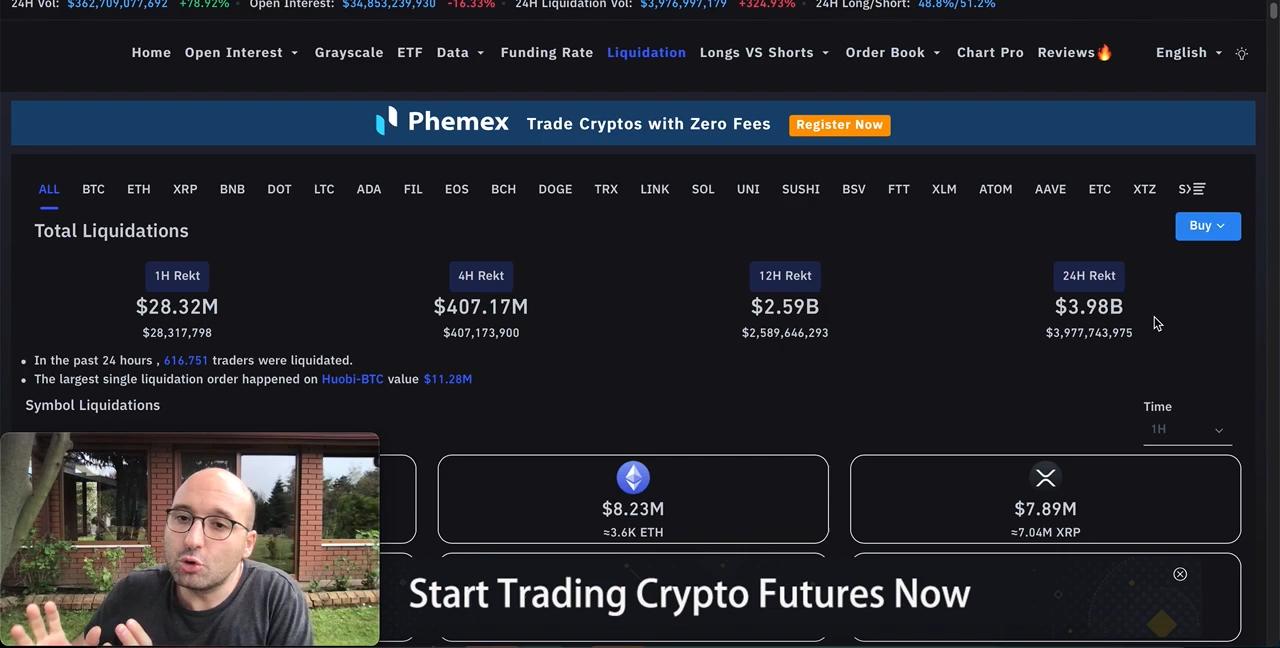 24H Vol: $362,709,077,692 +78.92% Open Interest: $34,853,239,930 -16.33% 24H Liquidation Vol: $3,976,997,179 +324.93% 24H Long/Short: 48.8%/51.2%
Home Open Interest Grayscale ETF Data Funding Rate Liquidation Longs VS Shorts Order Book Chart Pro Reviews🔥 English
Phemex Trade Cryptos with Zero Fees Register Now
ALL BTC ETH XRP BNB DOT LTC ADA FIL EOS BCH DOGE TRX LINK SOL UNI SUSHI BSV FTT XLM ATOM AAVE ETC XTZ
Total Liquidations
Buy
1H Rekt 4H Rekt 12H Rekt 24H Rekt
$28.32M $407.17M $2.59B $3.98B
$28,317,798 $407,173,900 $2,589,646,293 $3,977,743,975
• In the past 24 hours , 616.751 traders were liquidated.
• The largest single liquidation order happened on Huobi-BTC value $11.28M
Symbol Liquidations
Time
1H
$8.23M $7.89M
≈3.6K ETH ≈7.04M XRP
Start Trading Crypto Futures Now